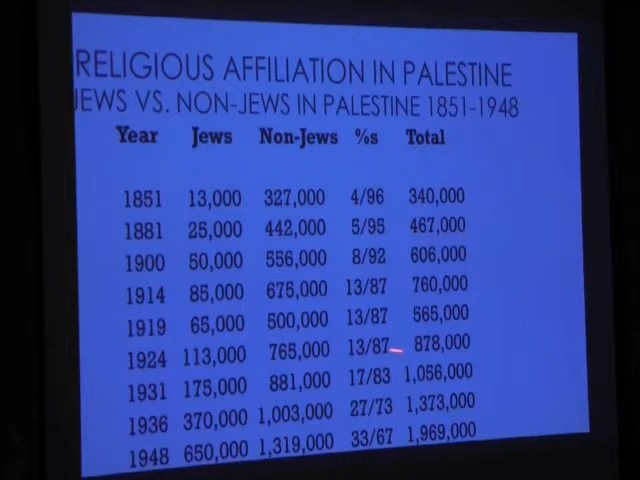 RELIGIOUS AFFILIATION IN PALESTINE
JEWS VS. NON-JEWS IN PALESTINE 1851-1948
Year Jews Non-Jews %s Total
1851 13,000 327,000 4/96 340,000
1881 25,000 442,000 5/95 467,000
1900 50,000 556,000 8/92 606,000
1914 85,000 675,000 13/87 760,000
1919 65,000 500,000 13/87 565,000
1924 113,000 765,000 13/87 878,000
1931 175,000 881,000 17/83 1,056,000
1936 370,000 1,003,000 27/73 1,373,000
1948 650,000 1,319,000 33/67 1,969,000